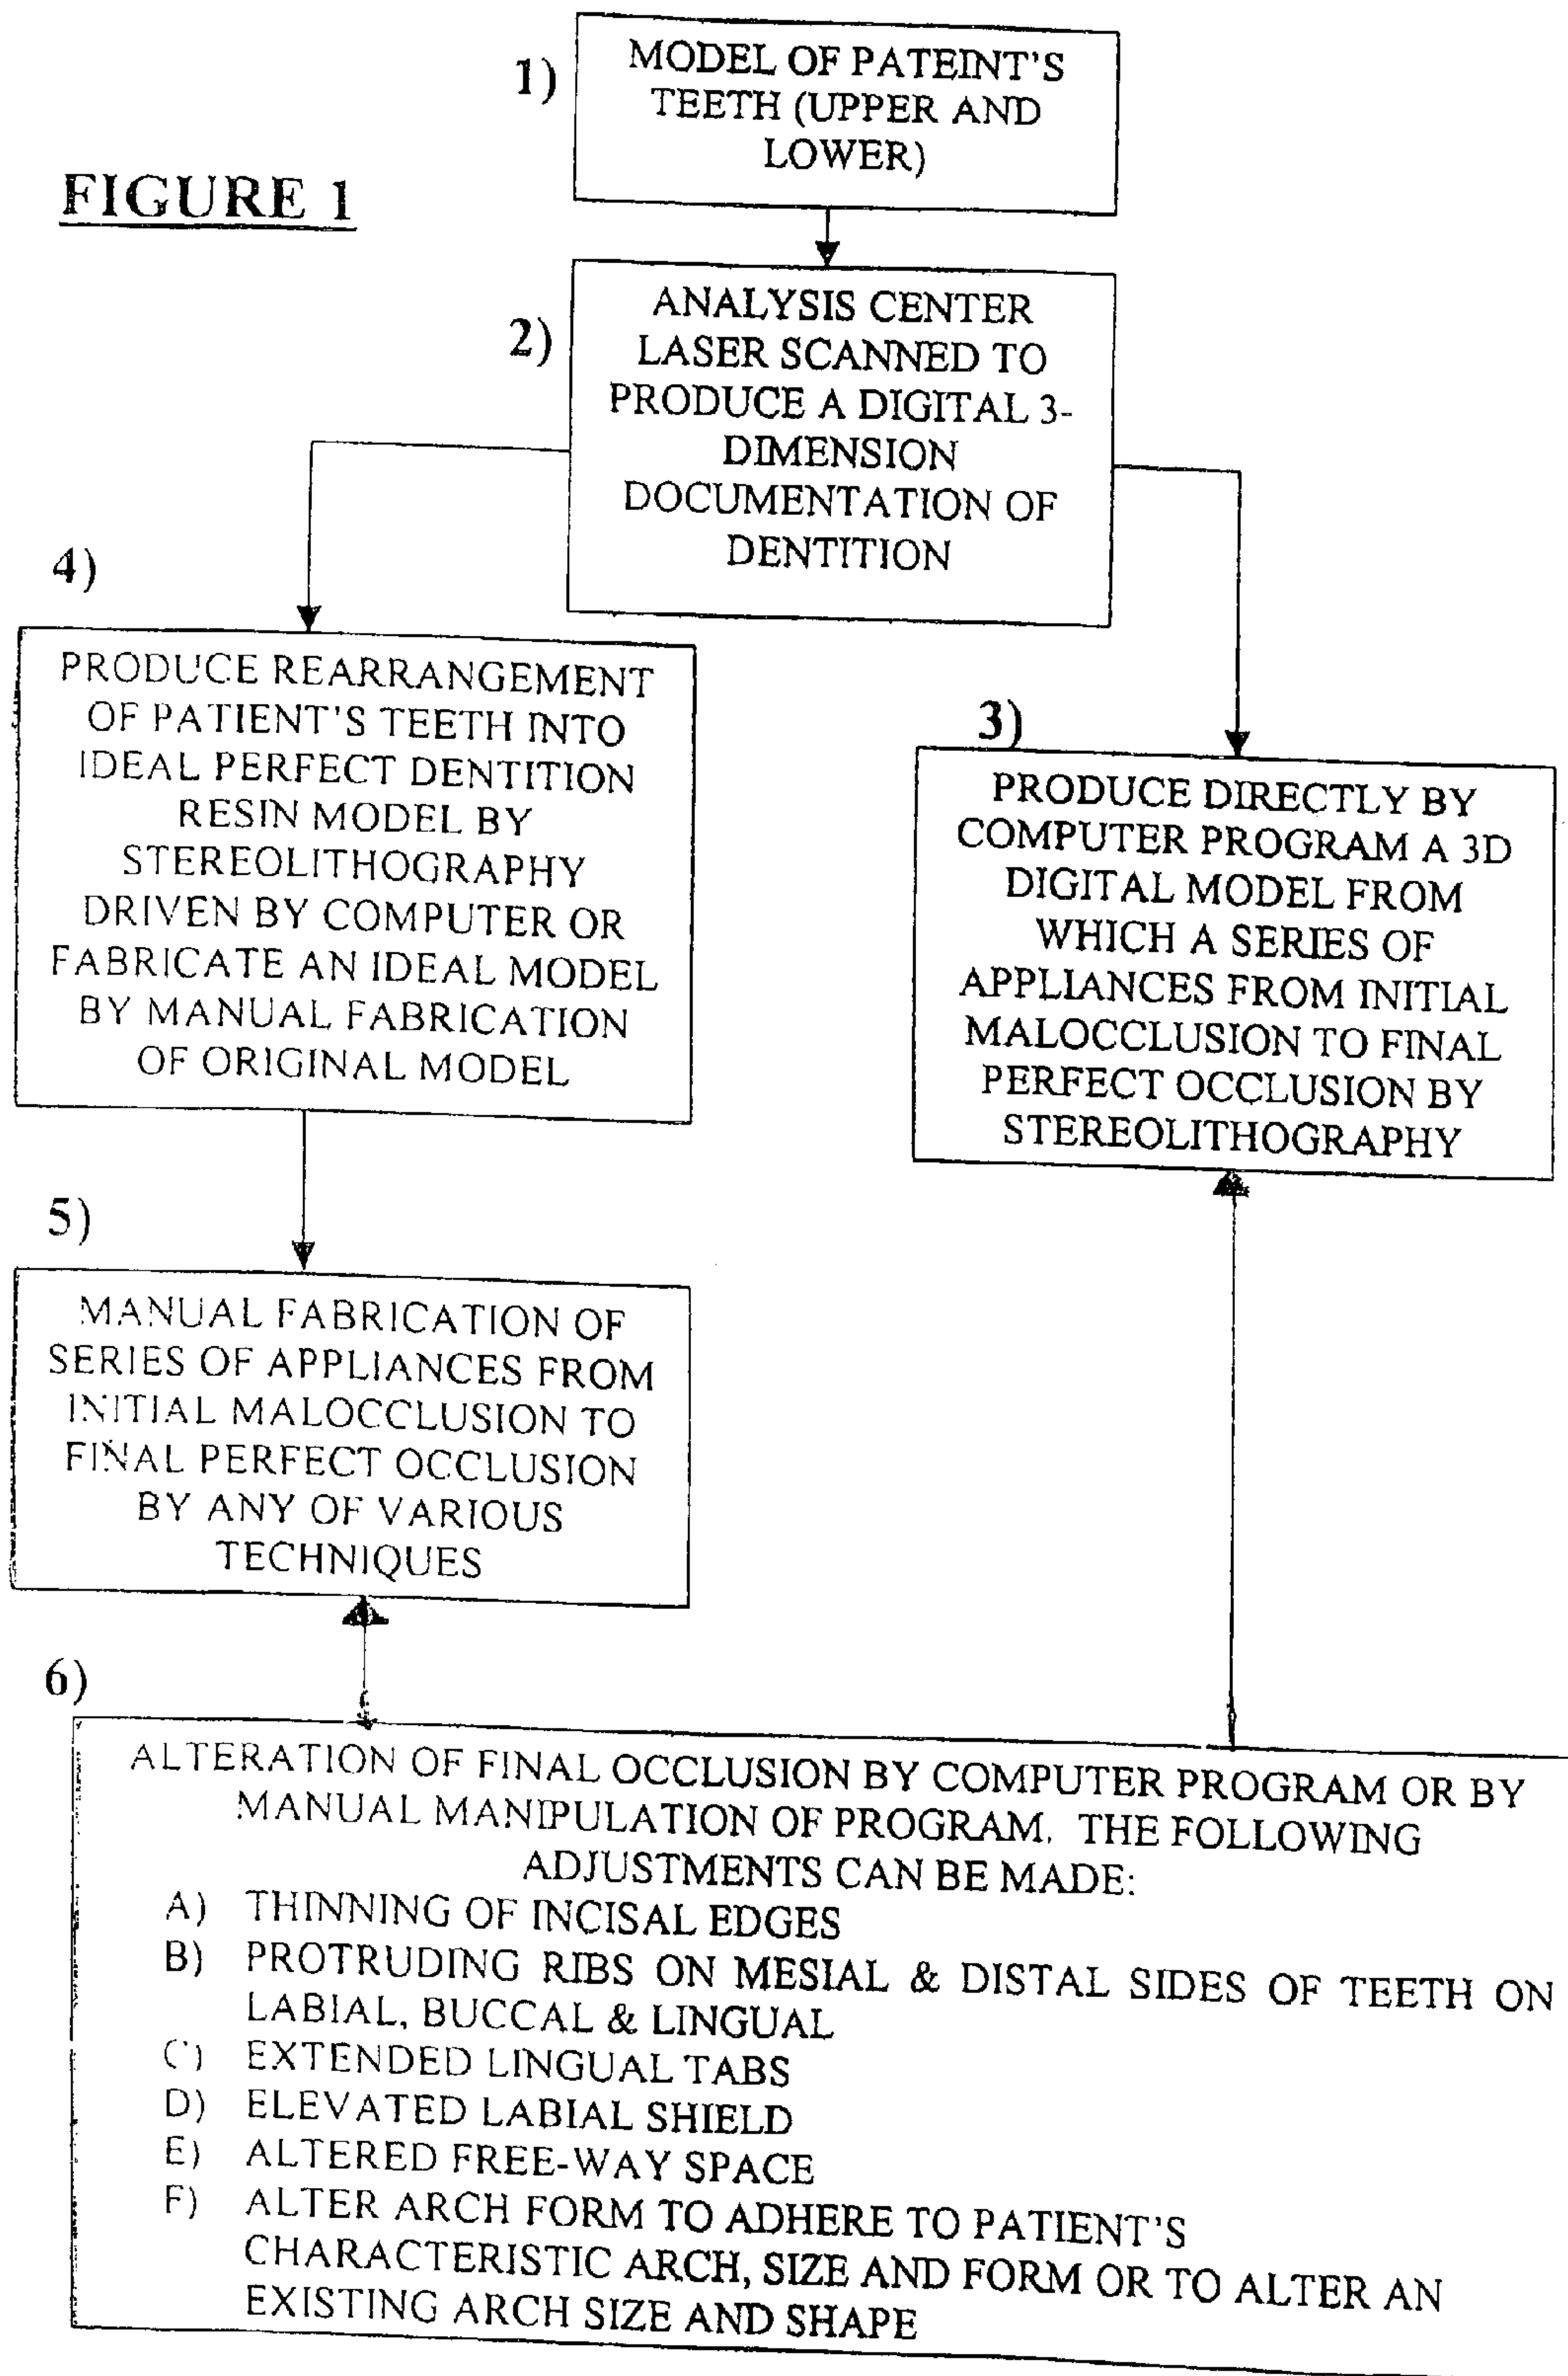 1)
MODEL OF PATEINT'S
TEETH (UPPER AND
LOWER)
FIGURE 1
2)
ANALYSIS CENTER
LASER SCANNED TO
PRODUCE A DIGITAL 3-
DIMENSION
DOCUMENTATION OF
DENTITION
4)
PRODUCE REARRANGEMENT
OF PATIENT'S TEETH INTO
IDEAL PERFECT DENTITION
RESIN MODEL BY
STEREOLITHOGRAPHY
DRIVEN BY COMPUTER OR
FABRICATE AN IDEAL MODEL
BY MANUAL FABRICATION
OF ORIGINAL MODEL
3)
PRODUCE DIRECTLY BY
COMPUTER PROGRAM A 3D
DIGITAL MODEL FROM
WHICH A SERIES OF
APPLIANCES FROM INITIAL
MALOCCLUSION TO FINAL
PERFECT OCCLUSION BY
STEREOLITHOGRAPHY
5)
MANUAL FABRICATION OF
SERIES OF APPLIANCES FROM
INITIAL MALOCCLUSION TO
FINAL PERFECT OCCLUSION
BY ANY OF VARIOUS
TECHNIQUES
6)
ALTERATION OF FINAL OCCLUSION BY COMPUTER PROGRAM OR BY
MANUAL MANIPULATION OF PROGRAM. THE FOLLOWING
ADJUSTMENTS CAN BE MADE:
A) THINNING OF INCISAL EDGES
B) PROTRUDING RIBS ON MESIAL & DISTAL SIDES OF TEETH ON
LABIAL, BUCCAL & LINGUAL
C) EXTENDED LINGUAL TABS
D) ELEVATED LABIAL SHIELD
E) ALTERED FREE-WAY SPACE
F) ALTER ARCH FORM TO ADHERE TO PATIENT'S
CHARACTERISTIC ARCH, SIZE AND FORM OR TO ALTER AN
EXISTING ARCH SIZE AND SHAPE